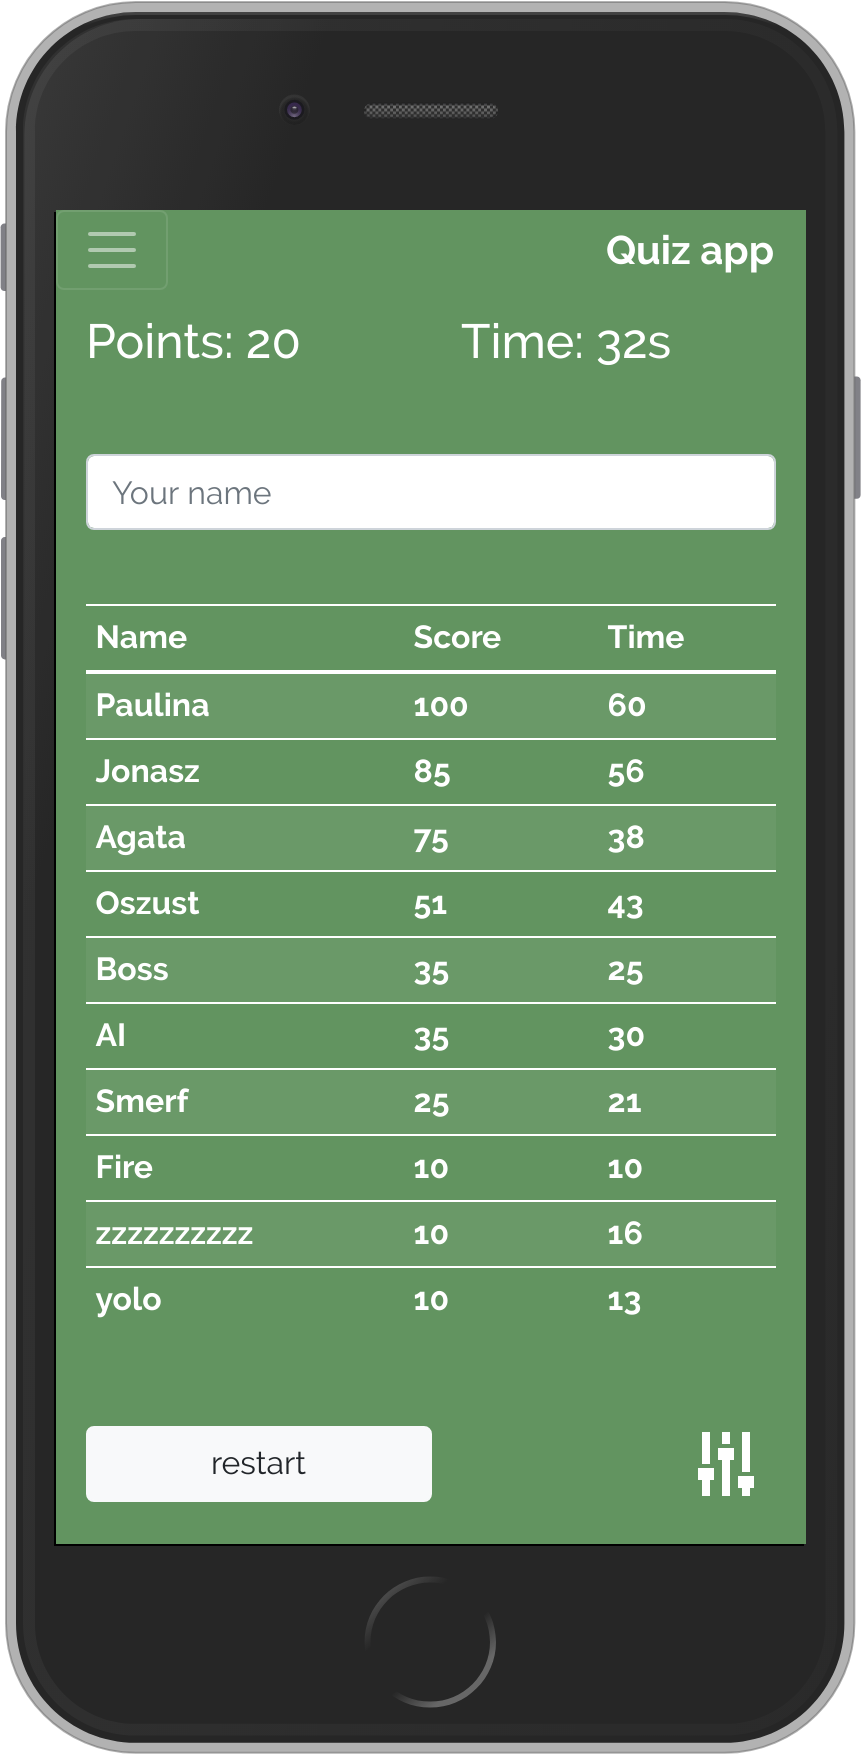 Quiz app
Points: 20 Time: 32s
Your name
Name Score Time
Paulina 100 60
Jonasz 85 56
Agata 75 38
Oszust 51 43
Boss 35 25
AI 35 30
Smerf 25 21
Fire 10 10
zzzzzzzzzz 10 16
yolo 10 13
restart